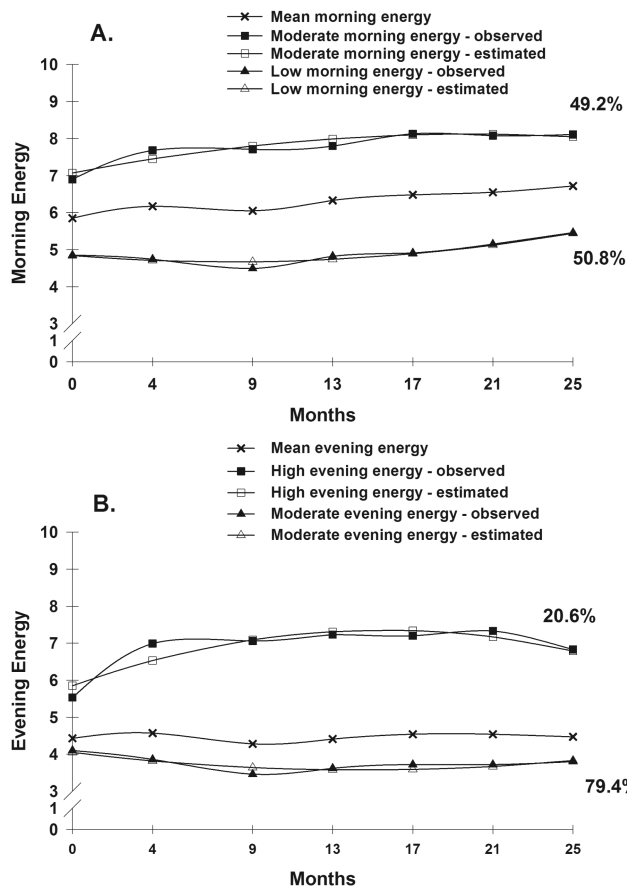 A.
Mean morning energy
Moderate morning energy - observed
Moderate morning energy - estimated
Low morning energy - observed
Low morning energy - estimated
10
9
8
7
6
5
4
3
1
0
Morning Energy
49.2%
50.8%
0 4 9 13 17 21 25
Months
B.
Mean evening energy
High evening energy - observed
High evening energy - estimated
Moderate evening energy - observed
Moderate evening energy - estimated
10
9
8
7
6
5
4
3
1
0
Evening Energy
20.6%
79.4%
0 4 9 13 17 21 25
Months